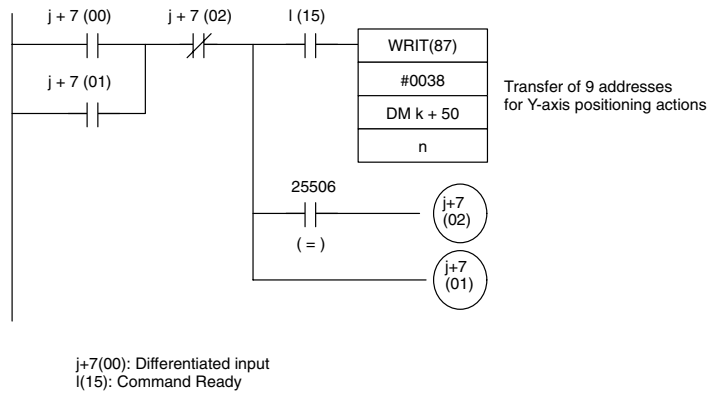 j + 7 (00)
j + 7 (02)
l (15)
WRIT(87)
#0038
DM k + 50
n
j + 7 (01)
Transfer of 9 addresses
for Y-axis positioning actions
25506
( = )
j+7
(02)
j+7
(01)
j+7(00): Differentiated input
l(15): Command Ready